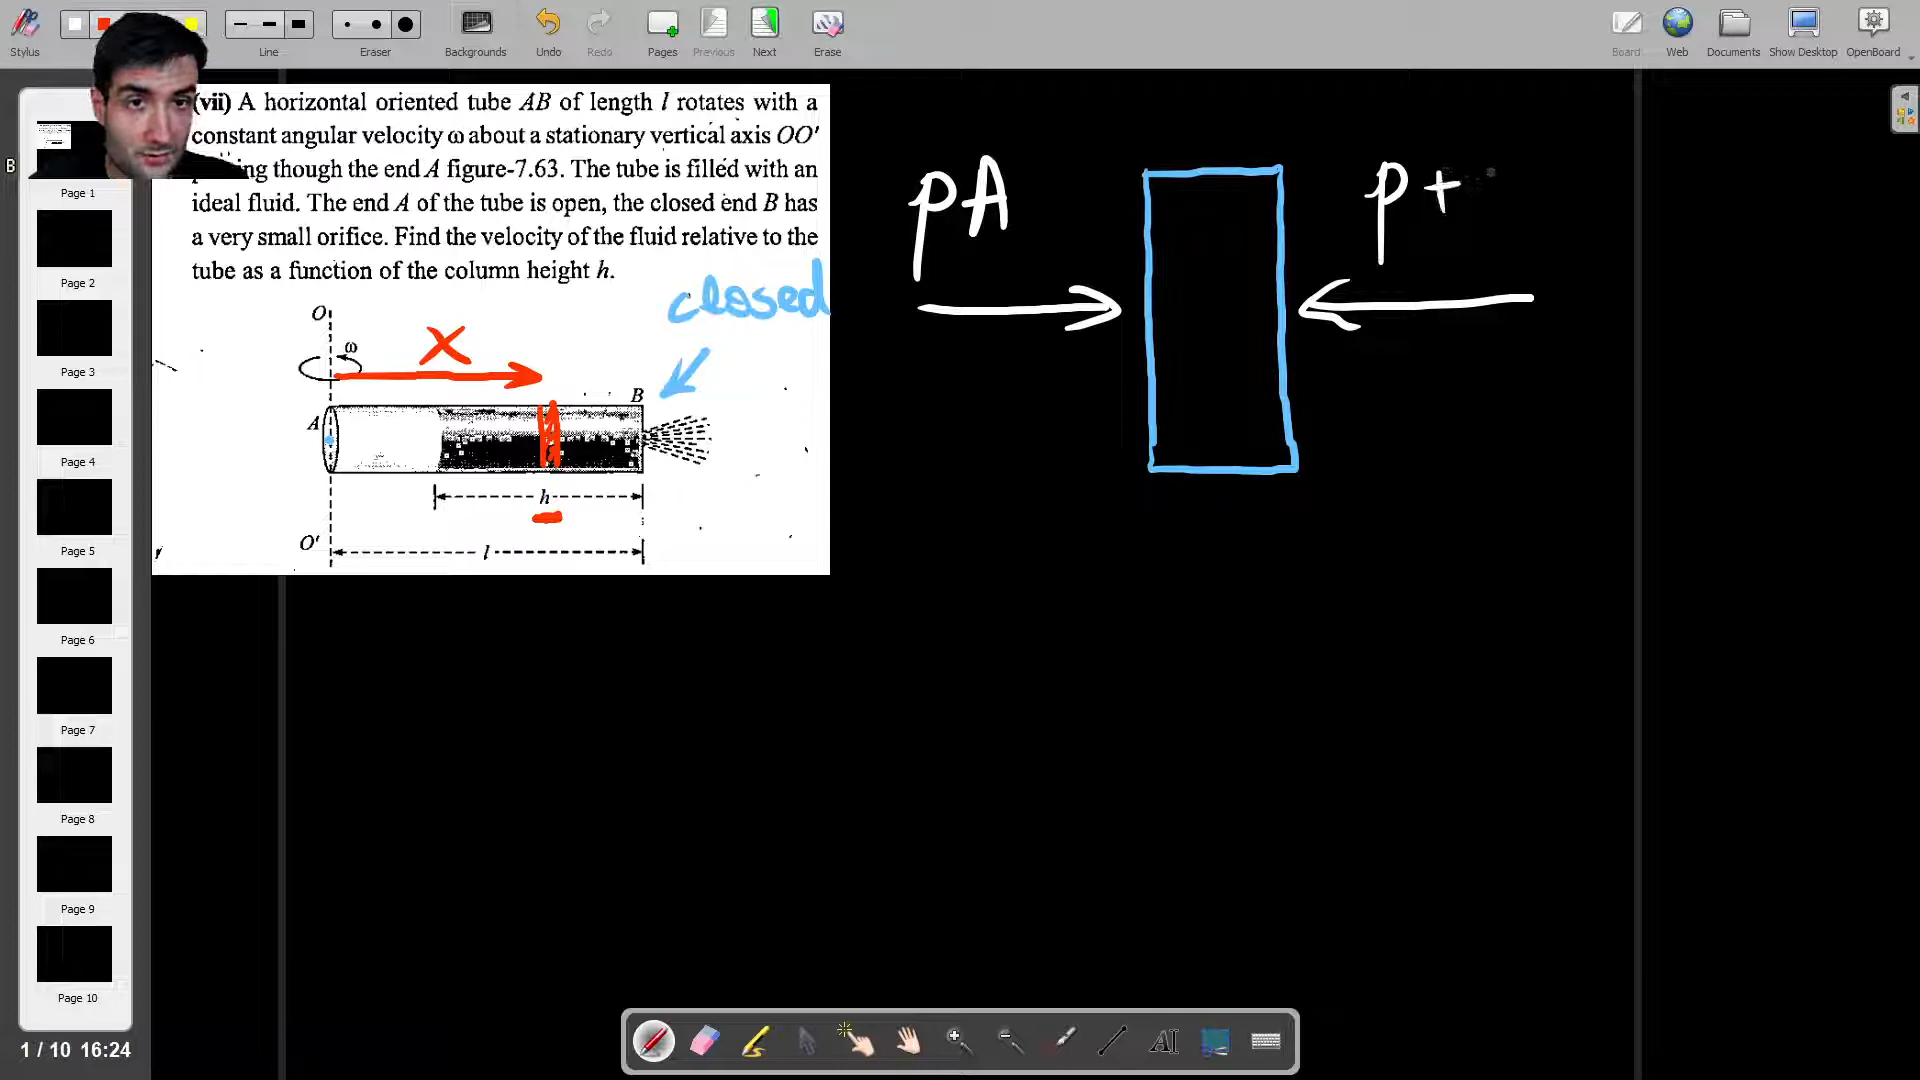 Stylus
Line
Eraser
Backgrounds
Undo
Redo
Pages
Previous
Next
Erase
Board
Web
Documents
Show Desktop
OpenBoard
B
Page 1
Page 2
Page 3
Page 4
Page 5
Page 6
Page 7
Page 8
Page 9
Page 10
1 / 10 16:24
(vii) A horizontal oriented tube AB of length l rotates with a
constant angular velocity ω about a stationary vertical axis OO'
ng though the end A figure-7.63. The tube is filled with an
ideal fluid. The end A of the tube is open, the closed end B has
a very small orifice. Find the velocity of the fluid relative to the
tube as a function of the column height h.
closed
O
ω
X
B
A
h
O'
l
pA
p+
AI